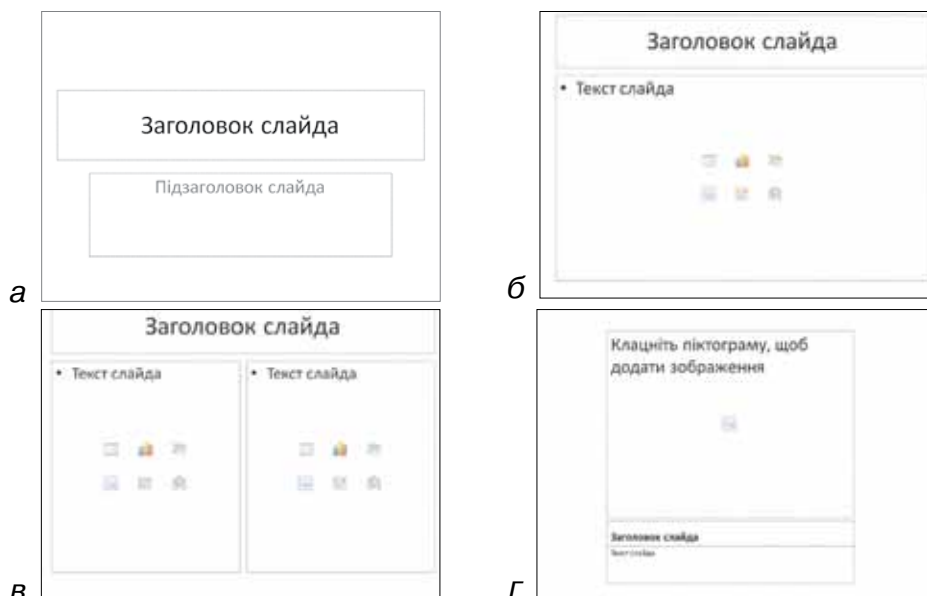 Заголовок слайда
Підзаголовок слайда
а
Заголовок слайда
• Текст слайда
б
Заголовок слайда
• Текст слайда
• Текст слайда
в
Клацніть піктограму, щоб
додати зображення
Заголовок слайда
Текст слайда
г